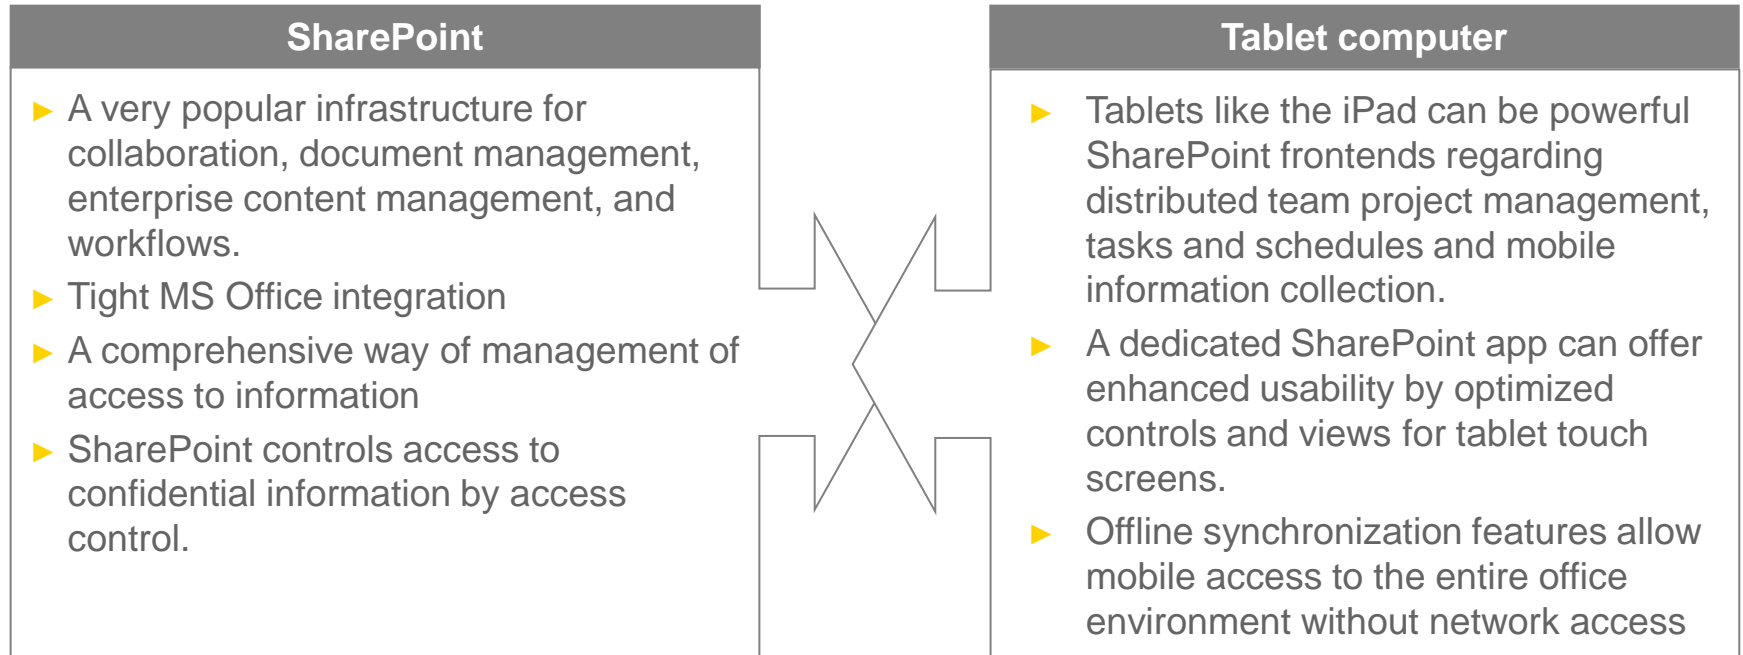 SharePoint
► A very popular infrastructure for
collaboration, document management,
enterprise content management, and
workflows.
► Tight MS Office integration
► A comprehensive way of management of
access to information
► SharePoint controls access to
confidential information by access
control.
Tablet computer
► Tablets like the iPad can be powerful
SharePoint frontends regarding
distributed team project management,
tasks and schedules and mobile
information collection.
► A dedicated SharePoint app can offer
enhanced usability by optimized
controls and views for tablet touch
screens.
► Offline synchronization features allow
mobile access to the entire office
environment without network access